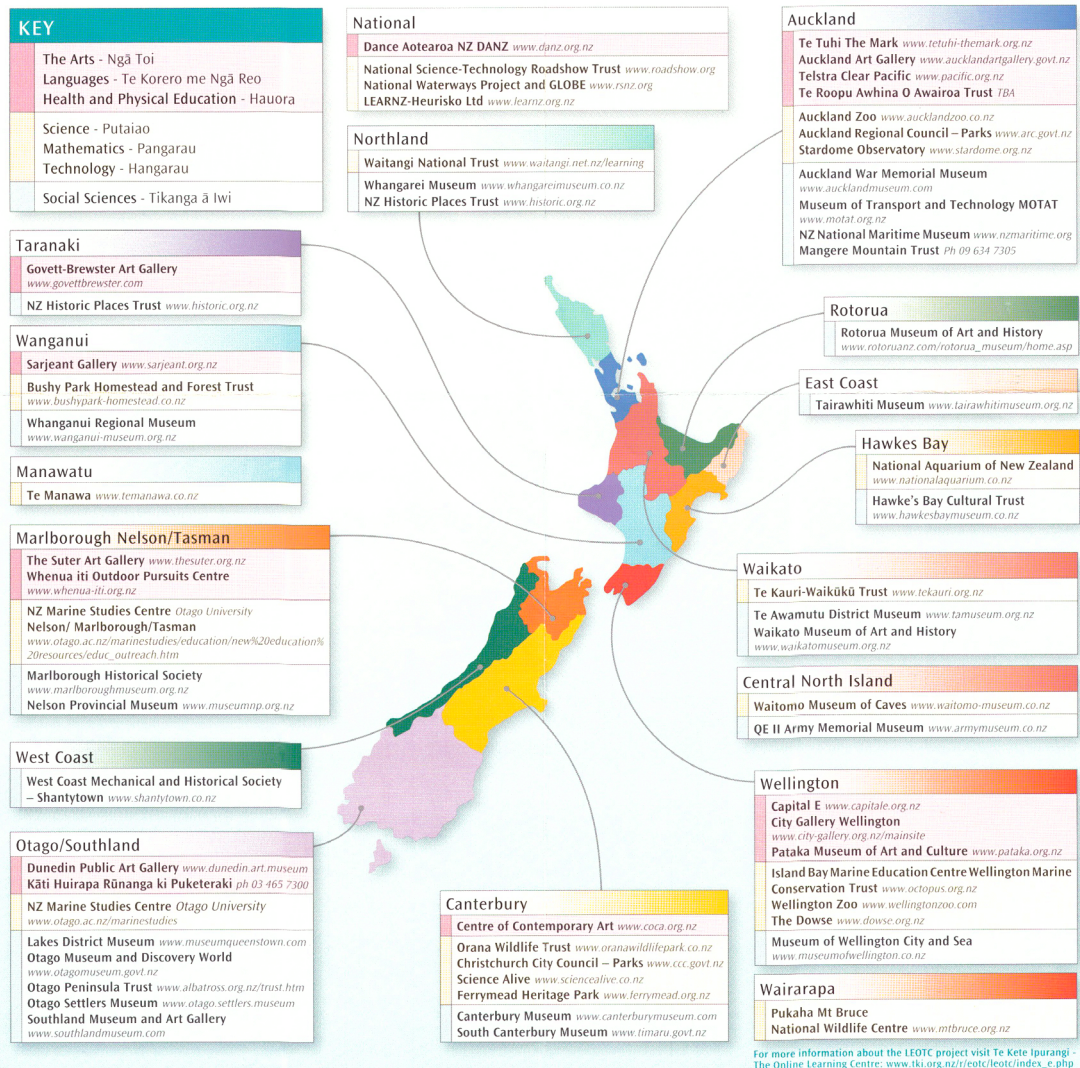 KEY
The Arts - Ngā Toi
Languages - Te Korero me Ngā Reo
Health and Physical Education - Hauora
Science - Putaiao
Mathematics - Pangarau
Technology - Hangarau
Social Sciences - Tikanga ā Iwi
National
Dance Aotearoa NZ DANZ www.danz.org.nz
National Science-Technology Roadshow Trust www.roadshow.org
National Waterways Project and GLOBE www.rsnz.org
LEARNZ-Heurisko Ltd www.learnz.org.nz
Northland
Waitangi National Trust www.waitangi.net.nz/learning
Whangarei Museum www.whangareimuseum.co.nz
NZ Historic Places Trust www.historic.org.nz
Auckland
Te Tuhi The Mark www.tetuhi-themark.org.nz
Auckland Art Gallery www.aucklandartgallery.govt.nz
Telstra Clear Pacific www.pacific.org.nz
Te Roopu Awhina O Awairoa Trust TBA
Auckland Zoo www.aucklandzoo.co.nz
Auckland Regional Council – Parks www.arc.govt.nz
Stardome Observatory www.stardome.org.nz
Auckland War Memorial Museum
www.aucklandmuseum.com
Museum of Transport and Technology MOTAT
www.motat.org.nz
NZ National Maritime Museum www.nzmaritime.org
Mangere Mountain Trust Ph 09 634 7305
Taranaki
Govett-Brewster Art Gallery
www.govettbrewster.com
NZ Historic Places Trust www.historic.org.nz
Wanganui
Sarjeant Gallery www.sarjeant.org.nz
Bushy Park Homestead and Forest Trust
www.bushypark-homestead.co.nz
Whanganui Regional Museum
www.wanganui-museum.org.nz
Manawatu
Te Manawa www.temanawa.co.nz
Marlborough Nelson/Tasman
The Suter Art Gallery www.thesuter.org.nz
Whenua iti Outdoor Pursuits Centre
www.whenua-iti.org.nz
NZ Marine Studies Centre Otago University
Nelson/ Marlborough/Tasman
www.otago.ac.nz/marinestudies/education/new%20education%
20resources/educ_outreach.htm
Marlborough Historical Society
www.marlboroughmuseum.org.nz
Nelson Provincial Museum www.museumnp.org.nz
West Coast
West Coast Mechanical and Historical Society
– Shantytown www.shantytown.co.nz
Otago/Southland
Dunedin Public Art Gallery www.dunedin.art.museum
Kāti Huirapa Rūnanga ki Puketeraki ph 03 465 7300
NZ Marine Studies Centre Otago University
www.otago.ac.nz/marinestudies
Lakes District Museum www.museumqueenstown.com
Otago Museum and Discovery World
www.otagomuseum.govt.nz
Otago Peninsula Trust www.albatross.org.nz/trust.htm
Otago Settlers Museum www.otago.settlers.museum
Southland Museum and Art Gallery
www.southlandmuseum.com
Rotorua
Rotorua Museum of Art and History
www.rotoruanz.com/rotorua_museum/home.asp
East Coast
Tairawhiti Museum www.tairawhitimuseum.org.nz
Hawkes Bay
National Aquarium of New Zealand
www.nationalaquarium.co.nz
Hawke's Bay Cultural Trust
www.hawkesbaymuseum.co.nz
Waikato
Te Kauri-Waikūkū Trust www.tekauri.org.nz
Te Awamutu District Museum www.tamuseum.org.nz
Waikato Museum of Art and History
www.waikatomuseum.org.nz
Central North Island
Waitomo Museum of Caves www.waitomo-museum.co.nz
QE II Army Memorial Museum www.armymuseum.co.nz
Wellington
Capital E www.capitale.org.nz
City Gallery Wellington
www.city-gallery.org.nz/mainsite
Pataka Museum of Art and Culture www.pataka.org.nz
Island Bay Marine Education Centre Wellington Marine
Conservation Trust www.octopus.org.nz
Wellington Zoo www.wellingtonzoo.com
The Dowse www.dowse.org.nz
Museum of Wellington City and Sea
www.museumofwellington.co.nz
Canterbury
Centre of Contemporary Art www.coca.org.nz
Orana Wildlife Trust www.oranawildlifepark.co.nz
Christchurch City Council – Parks www.ccc.govt.nz
Science Alive www.sciencealive.co.nz
Ferrymead Heritage Park www.ferrymead.org.nz
Canterbury Museum www.canterburymuseum.com
South Canterbury Museum www.timaru.govt.nz
Wairarapa
Pukaha Mt Bruce
National Wildlife Centre www.mtbruce.org.nz
For more information about the LEOTC project visit Te Kete Ipurangi -
The Online Learning Centre: www.tki.org.nz/r/eotc/leotc/index_e.php